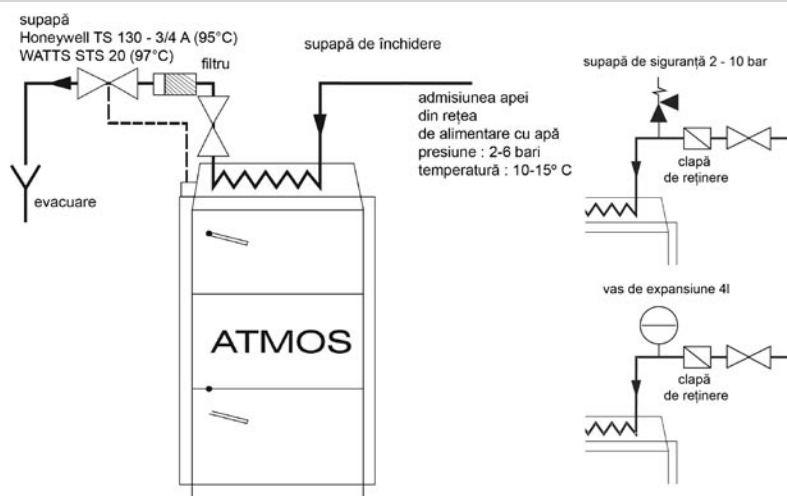 supapă
Honeywell TS 130 - 3/4 A (95°C)
WATTS STS 20 (97°C)
filtru
evacuare
supapă de închidere
admisiunea apei
din rețea
de alimentare cu apă
presiune : 2-6 bari
temperatură : 10-15º C
ATMOS
supapă de siguranță 2 - 10 bar
clapă
de reținere
vas de expansiune 4l
clapă
de reținere